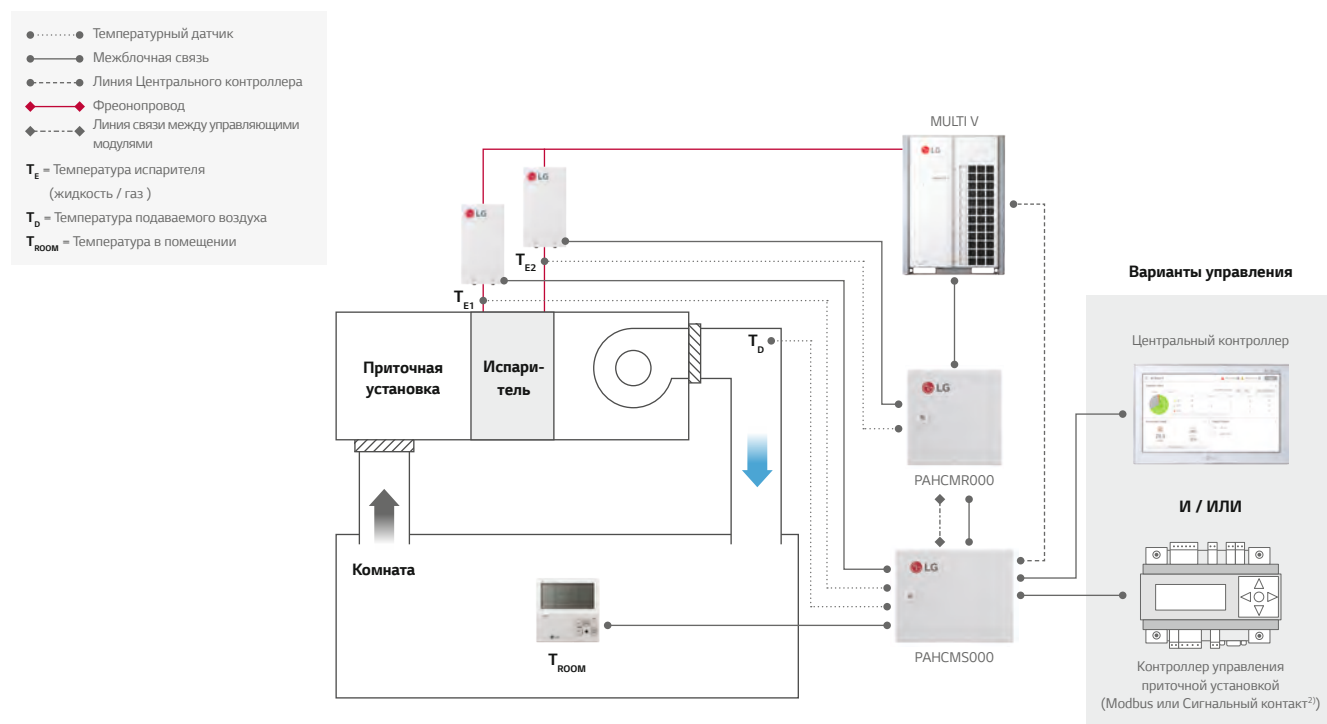 Температурный датчик
Межблочная связь
Линия Центрального контроллера
Фреонопровод
Линия связи между управляющими
модулями
TE = Температура испарителя
(жидкость / газ )
TD = Температура подаваемого воздуха
TROOM = Температура в помещении
MULTI V
LG
LG
LG
TE2
TE1
Варианты управления
Приточная
установка
Испари-
тель
TD
Центральный контроллер
LG
PAHCMR000
И / ИЛИ
Комната
LG
TROOM
PAHCMS000
Контроллер управления
приточной установкой
(Modbus или Сигнальный контакт2))